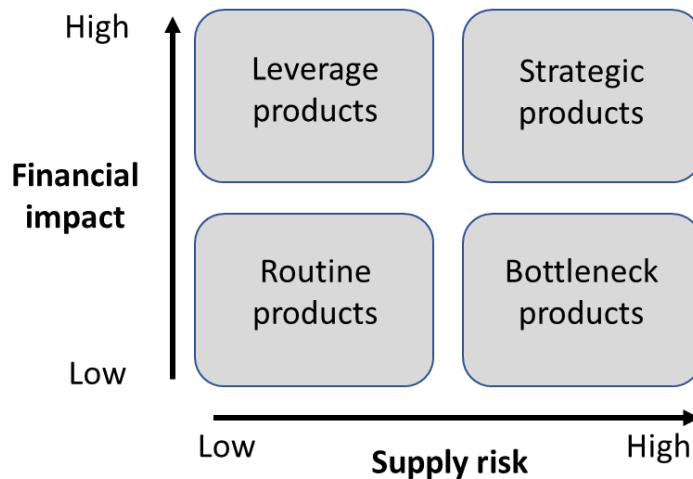 High
Leverage
products
Strategic
products
Financial
impact
Routine
products
Bottleneck
products
Low
Low
High
Supply risk